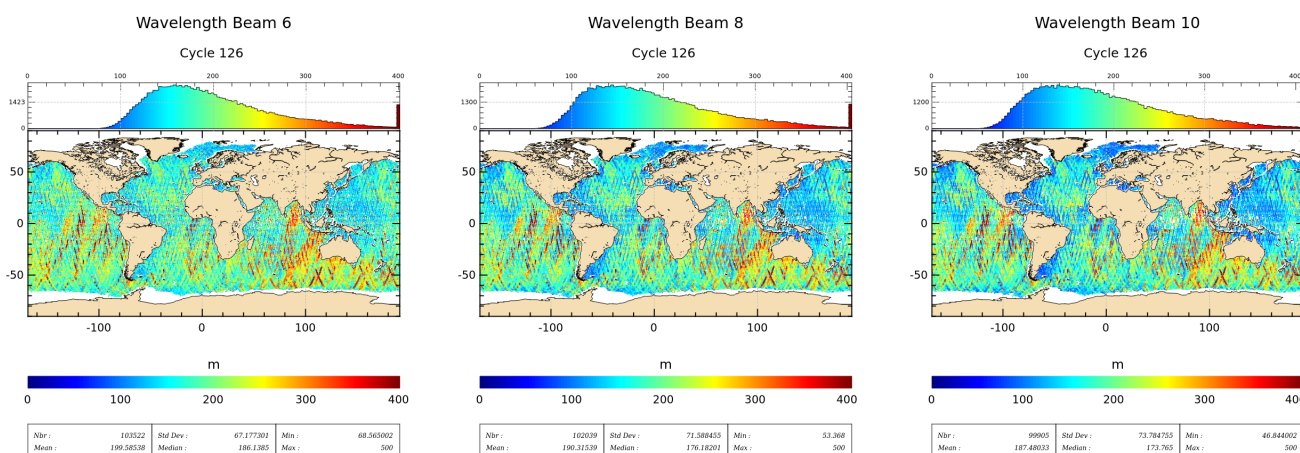 Wavelength Beam 6
Cycle 126
0 100 200 300 400
1423
0
50
0
-50
-100 0 100
m
0 100 200 300 400
Nbr : 103522 Std Dev : 67.177301 Min : 68.565002
Mean : 199.58538 Median : 186.1385 Max : 500
Wavelength Beam 8
Cycle 126
0 100 200 300 400
1300
0
50
0
-50
-100 0 100
m
0 100 200 300 400
Nbr : 102039 Std Dev : 71.588455 Min : 53.368
Mean : 190.31539 Median : 176.18201 Max : 500
Wavelength Beam 10
Cycle 126
0 100 200 300 400
1200
0
50
0
-50
-100 0 100
m
0 100 200 300 400
Nbr : 99905 Std Dev : 73.784755 Min : 46.844002
Mean : 187.48033 Median : 173.765 Max : 500